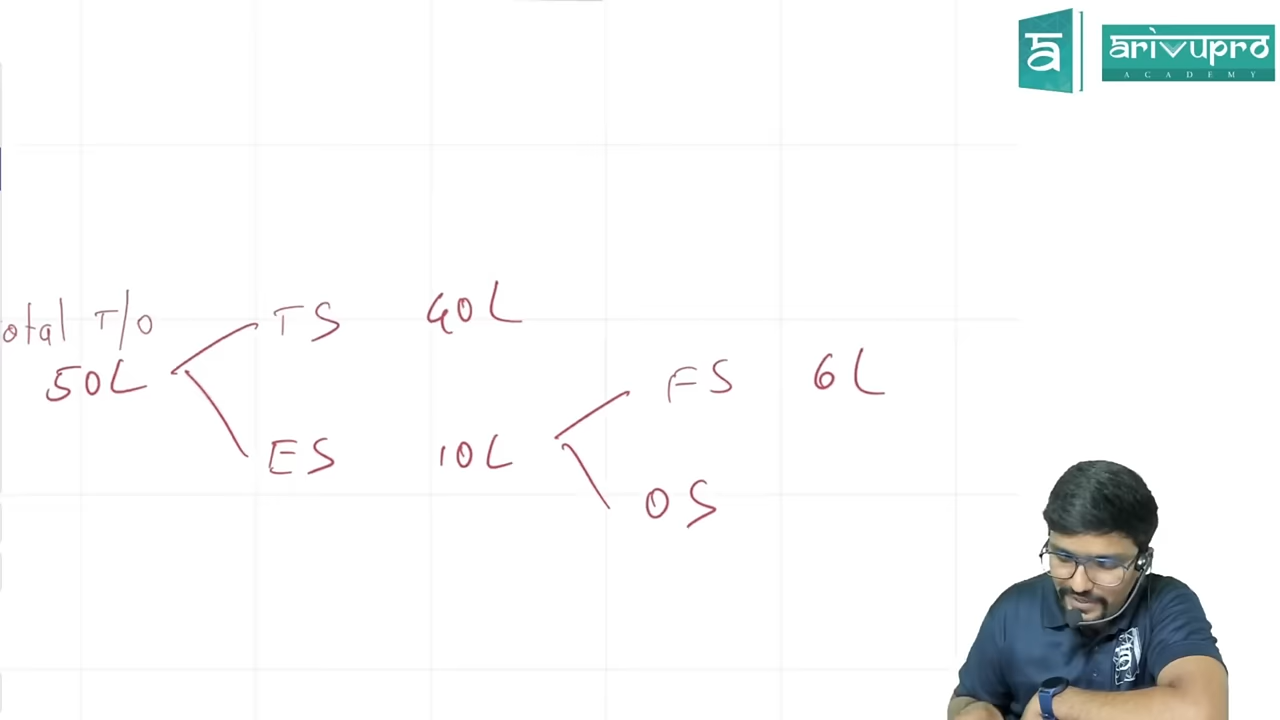 ā arivupro
ACADEMY
otal T/O
50L
TS 40L
ES 10L
FS 6L
OS